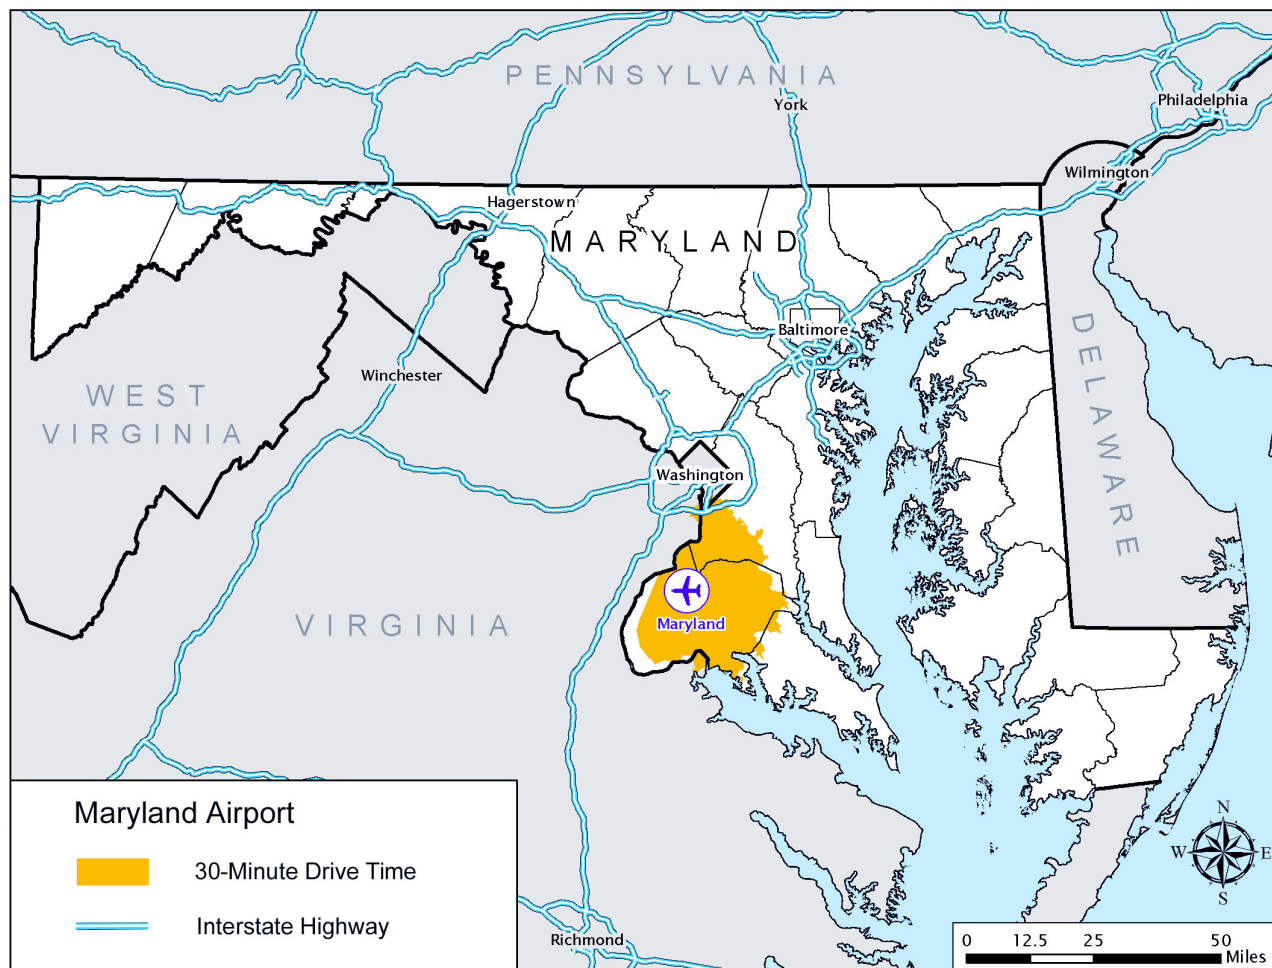 PENNSYLVANIA
York
Philadelphia
Wilmington
Hagerstown
MARYLAND
Baltimore
DELAWARE
Winchester
WEST
VIRGINIA
Washington
VIRGINIA
Maryland
Maryland Airport
30-Minute Drive Time
Interstate Highway
Richmond
N
W E
S
0 12.5 25 50
Miles